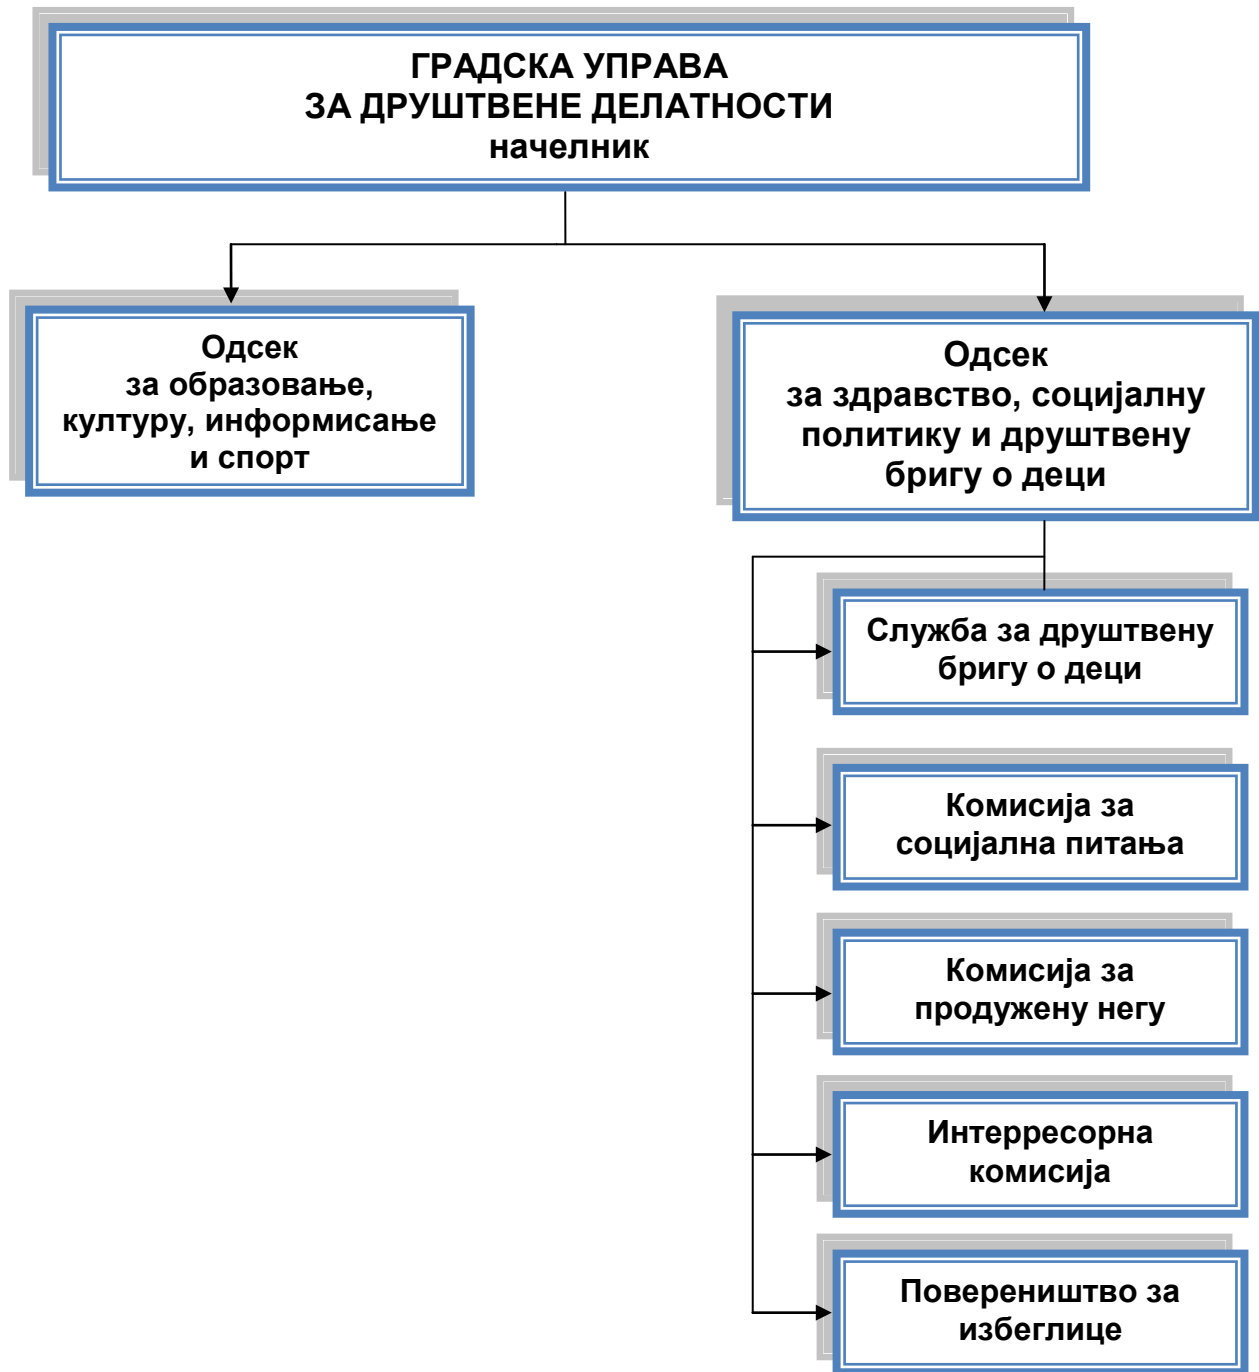 ГРАДСКА УПРАВА
ЗА ДРУШТВЕНЕ ДЕЛАТНОСТИ
начелник
Одсек
за образовање,
културу, информисање
и спорт
Одсек
за здравство, социјалну
политику и друштвену
бригу о деци
Служба за друштвену
бригу о деци
Комисија за
социјална питања
Комисија за
продужену негу
Интерресорна
комисија
Повереништво за
избеглице